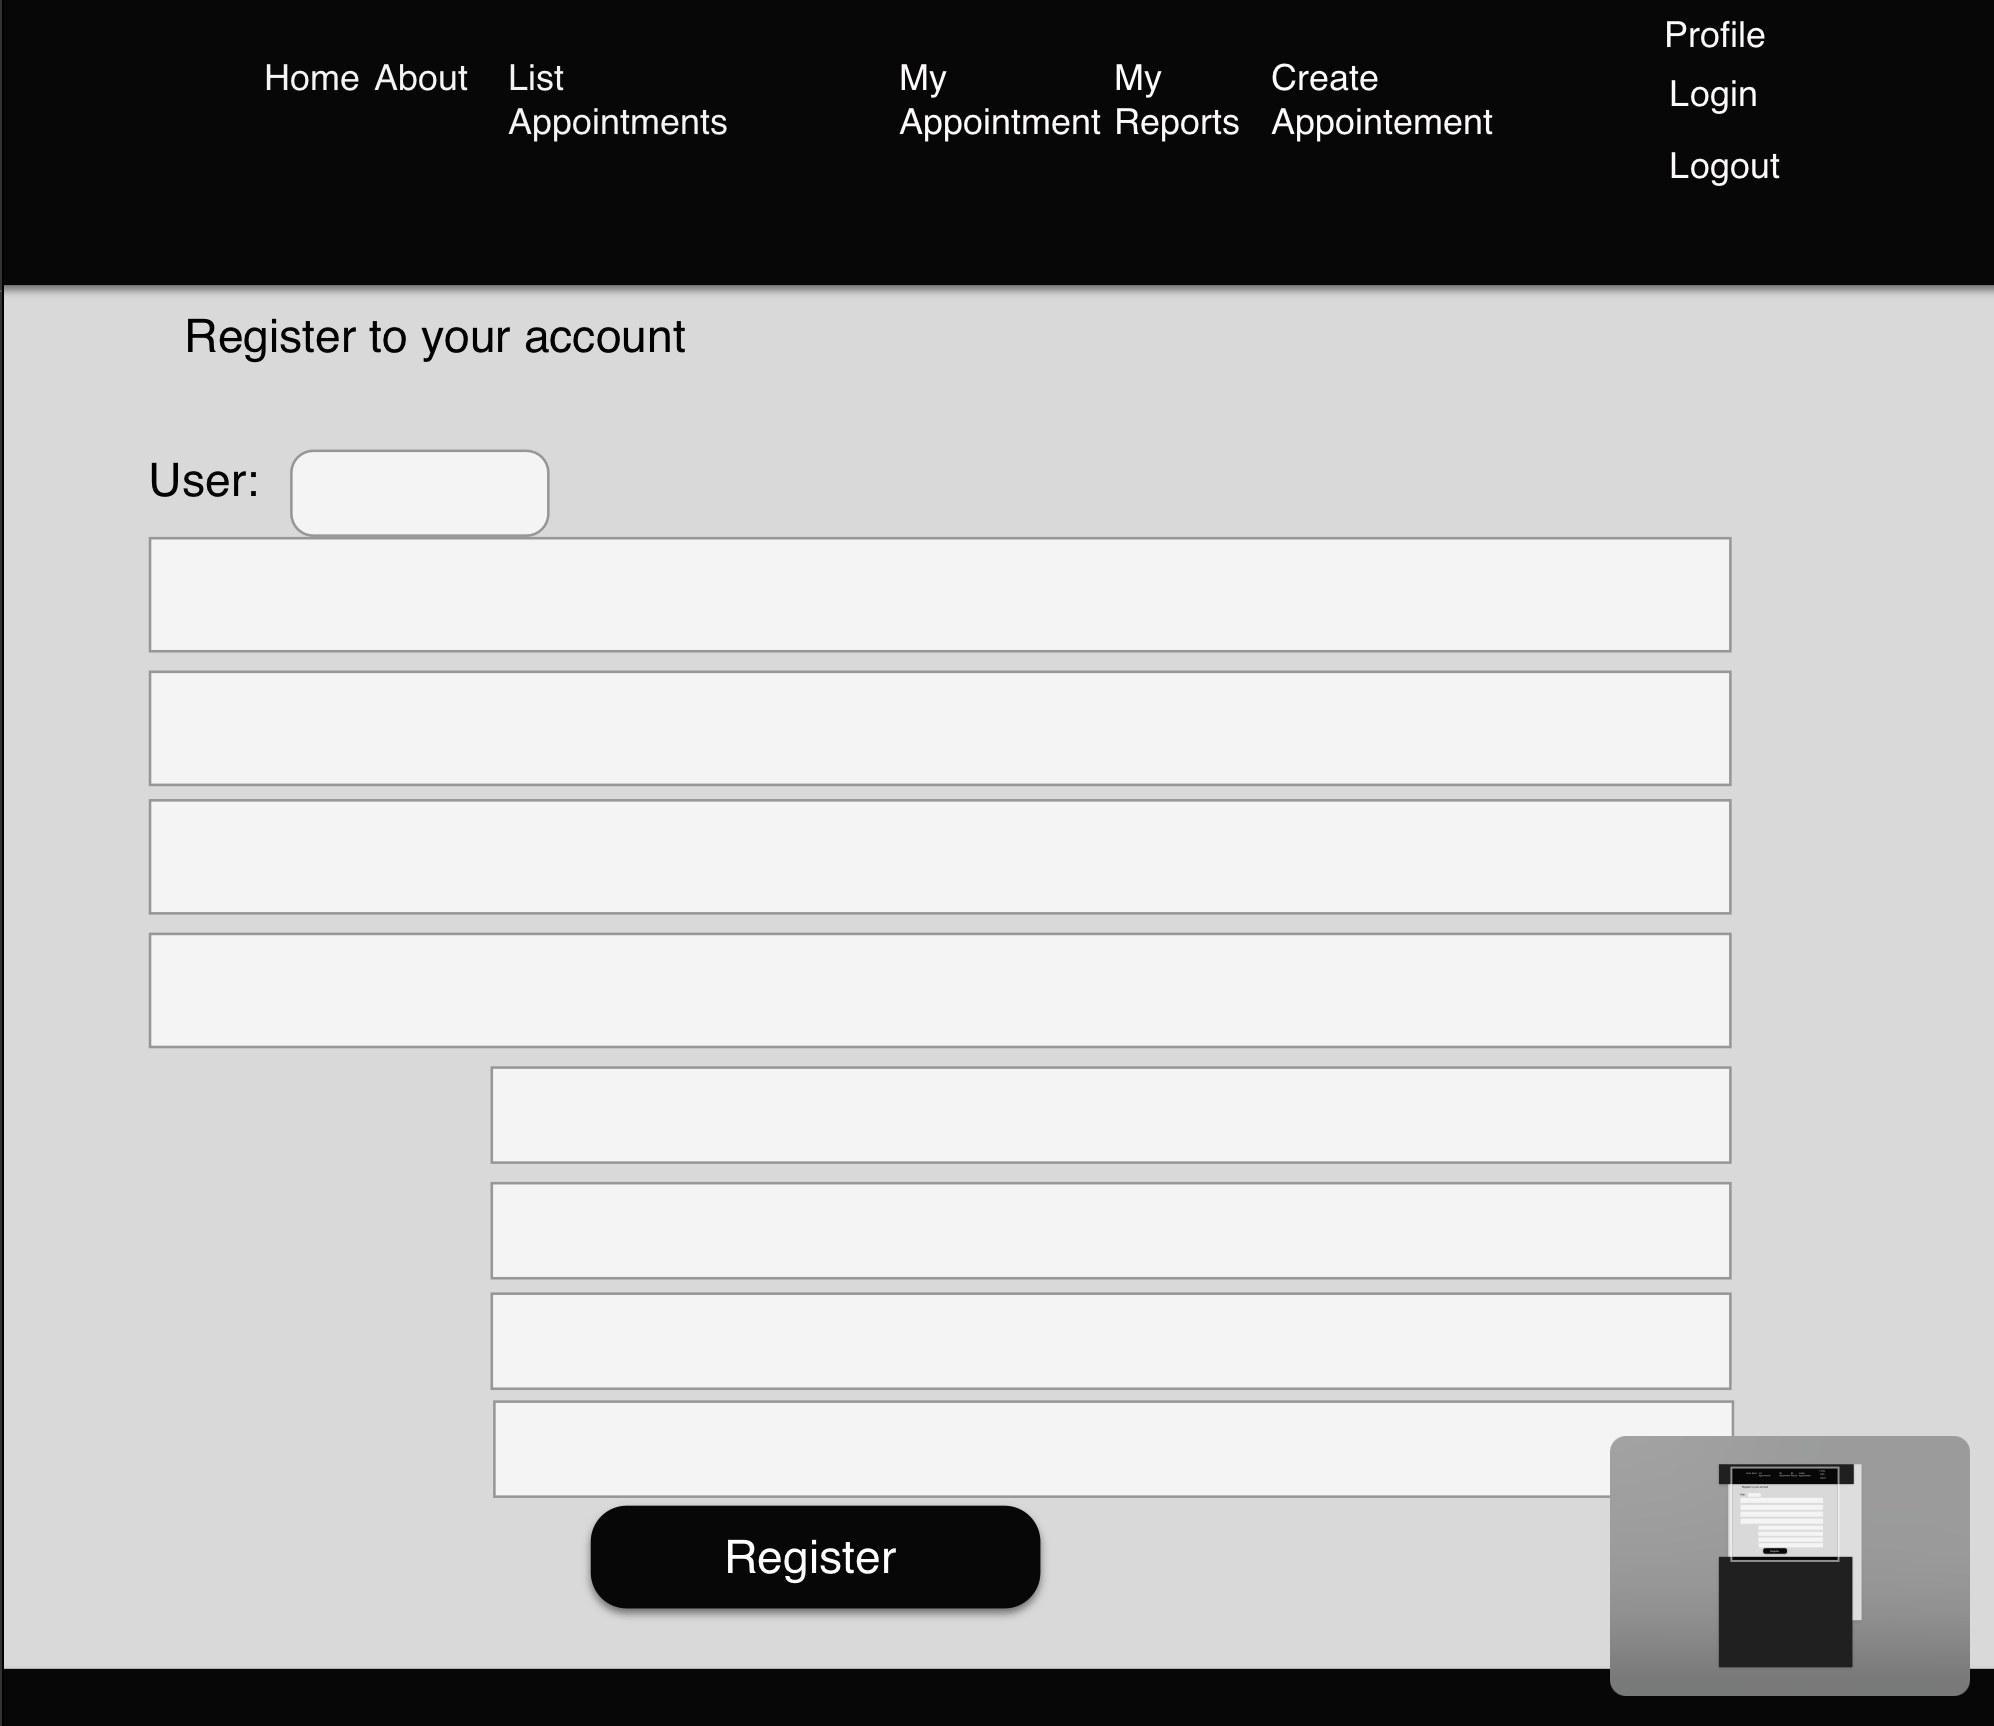 Home About List Appointments My Appointment My Reports Create Appointement
Profile
Login
Logout
Register to your account
User:
Register